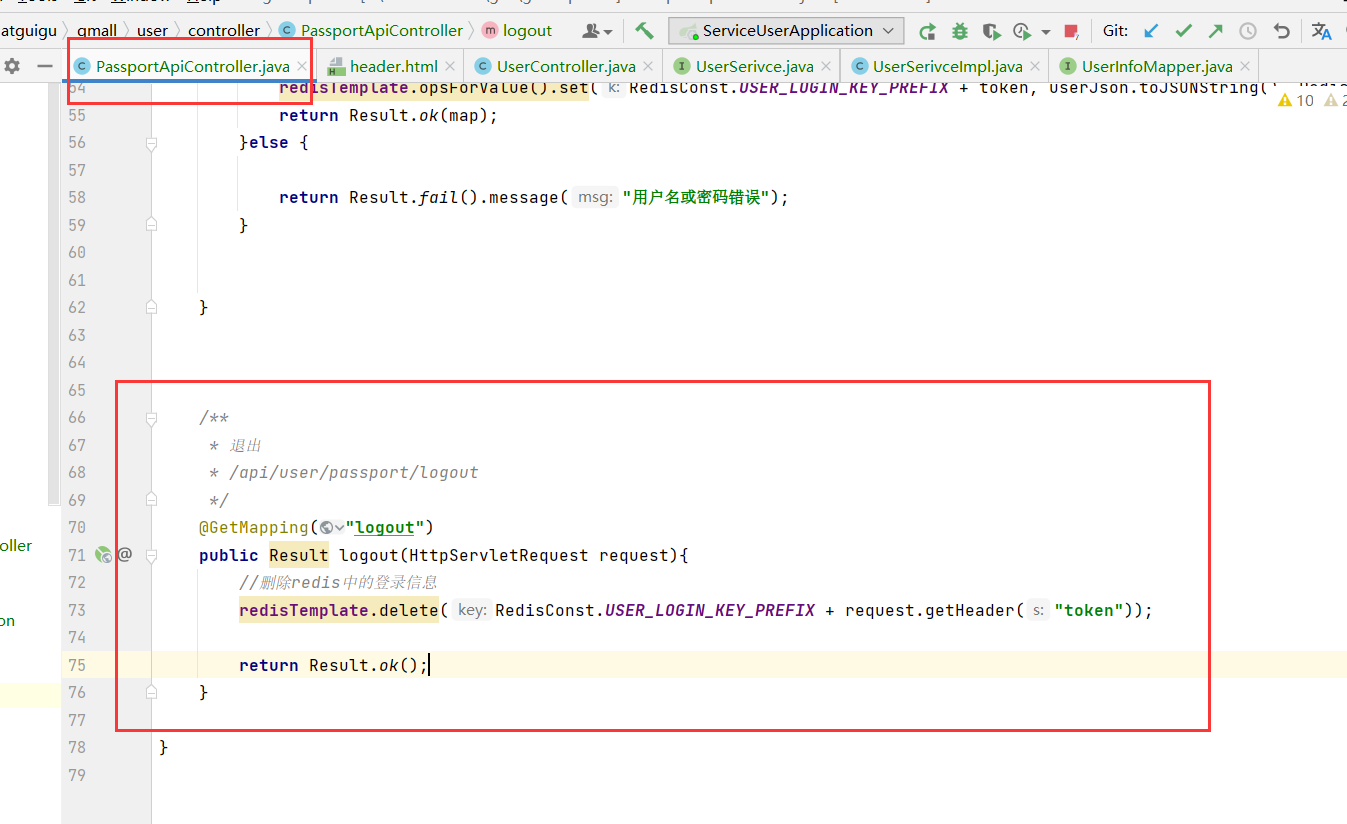 atguigu gmall user controller PassportApiController logout ServiceUserApplication Git:
PassportApiController.java header.html UserController.java UserSerivce.java UserSerivceImpl.java UserInfoMapper.java
54 redisTemplate.opsForValue().set( k: RedisConst.USER_LOGIN_KEY_PREFIX + token, userJson.toJSONString(
10 2
55 return Result.ok(map);
56 }else {
57
58 return Result.fail().message( msg: "用户名或密码错误");
59 }
60
61
62 }
63
64
65
66 /**
67 * 退出
68 * /api/user/passport/logout
69 */
70 @GetMapping("logout")
71 @ public Result logout(HttpServletRequest request){
72 //删除redis中的登录信息
73 redisTemplate.delete( key: RedisConst.USER_LOGIN_KEY_PREFIX + request.getHeader( s: "token"));
74
75 return Result.ok();
76 }
77
78 }
79
oller
on